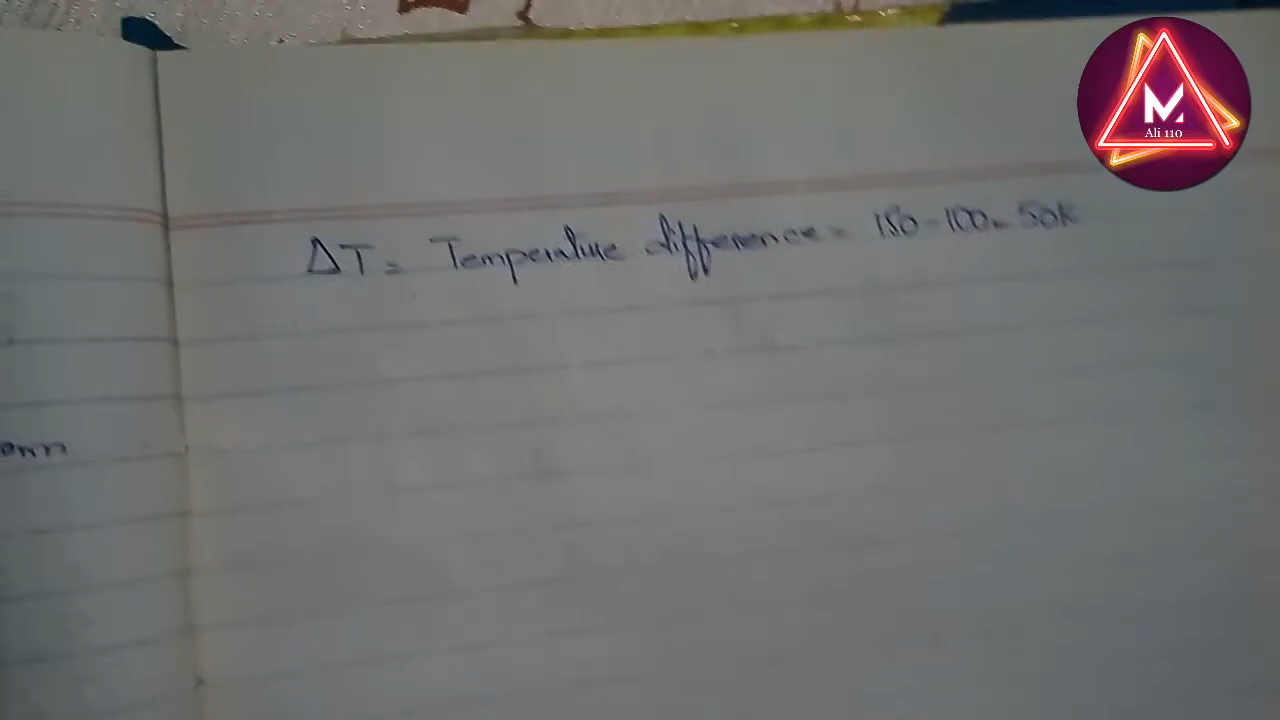 M.
Ali 110
ΔT = Temperature difference = 150 - 100 = 50K